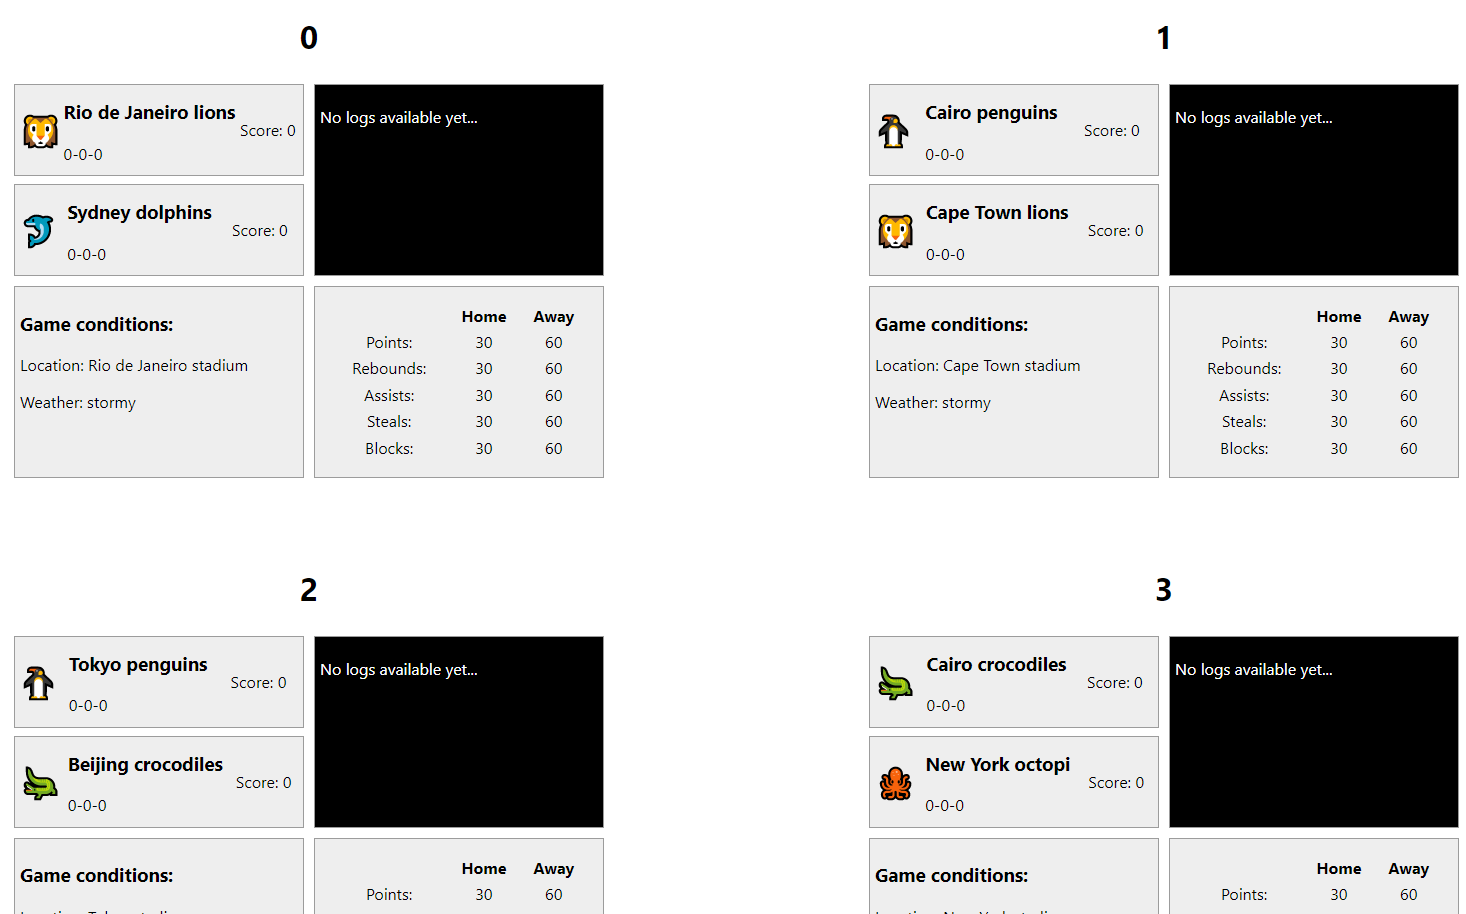 0
Rio de Janeiro lions
Score: 0
0-0-0
Sydney dolphins
Score: 0
0-0-0
No logs available yet...
Game conditions:
Location: Rio de Janeiro stadium
Weather: stormy
Home Away
Points: 30 60
Rebounds: 30 60
Assists: 30 60
Steals: 30 60
Blocks: 30 60
1
Cairo penguins
Score: 0
0-0-0
Cape Town lions
Score: 0
0-0-0
No logs available yet...
Game conditions:
Location: Cape Town stadium
Weather: stormy
Home Away
Points: 30 60
Rebounds: 30 60
Assists: 30 60
Steals: 30 60
Blocks: 30 60
2
Tokyo penguins
Score: 0
0-0-0
Beijing crocodiles
Score: 0
0-0-0
No logs available yet...
Game conditions:
Home Away
Points: 30 60
3
Cairo crocodiles
Score: 0
0-0-0
New York octopi
Score: 0
0-0-0
No logs available yet...
Game conditions:
Home Away
Points: 30 60